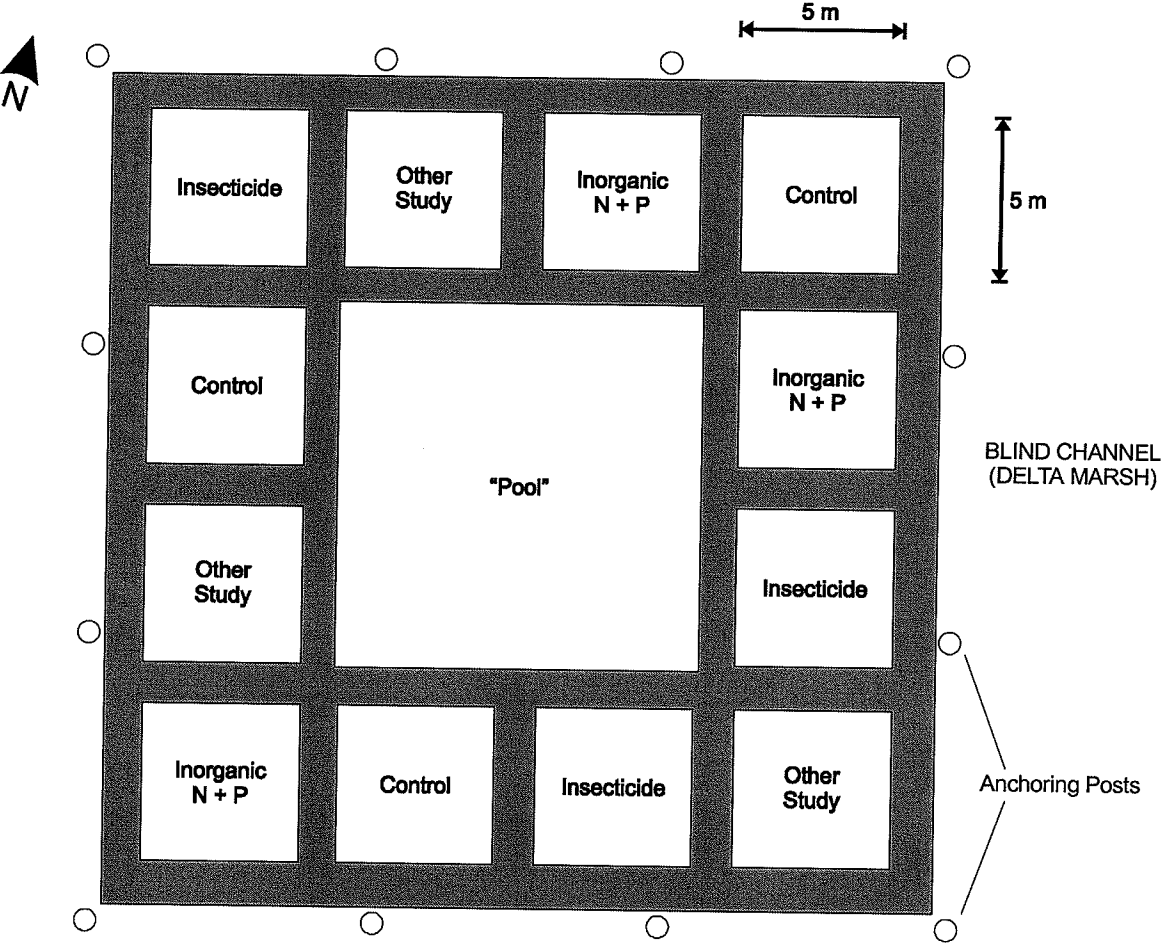 5 m
N
Insecticide
Other
Study
Inorganic
N + P
Control
5 m
Control
Inorganic
N + P
"Pool"
BLIND CHANNEL
(DELTA MARSH)
Other
Study
Insecticide
Inorganic
N + P
Control
Insecticide
Other
Study
Anchoring Posts